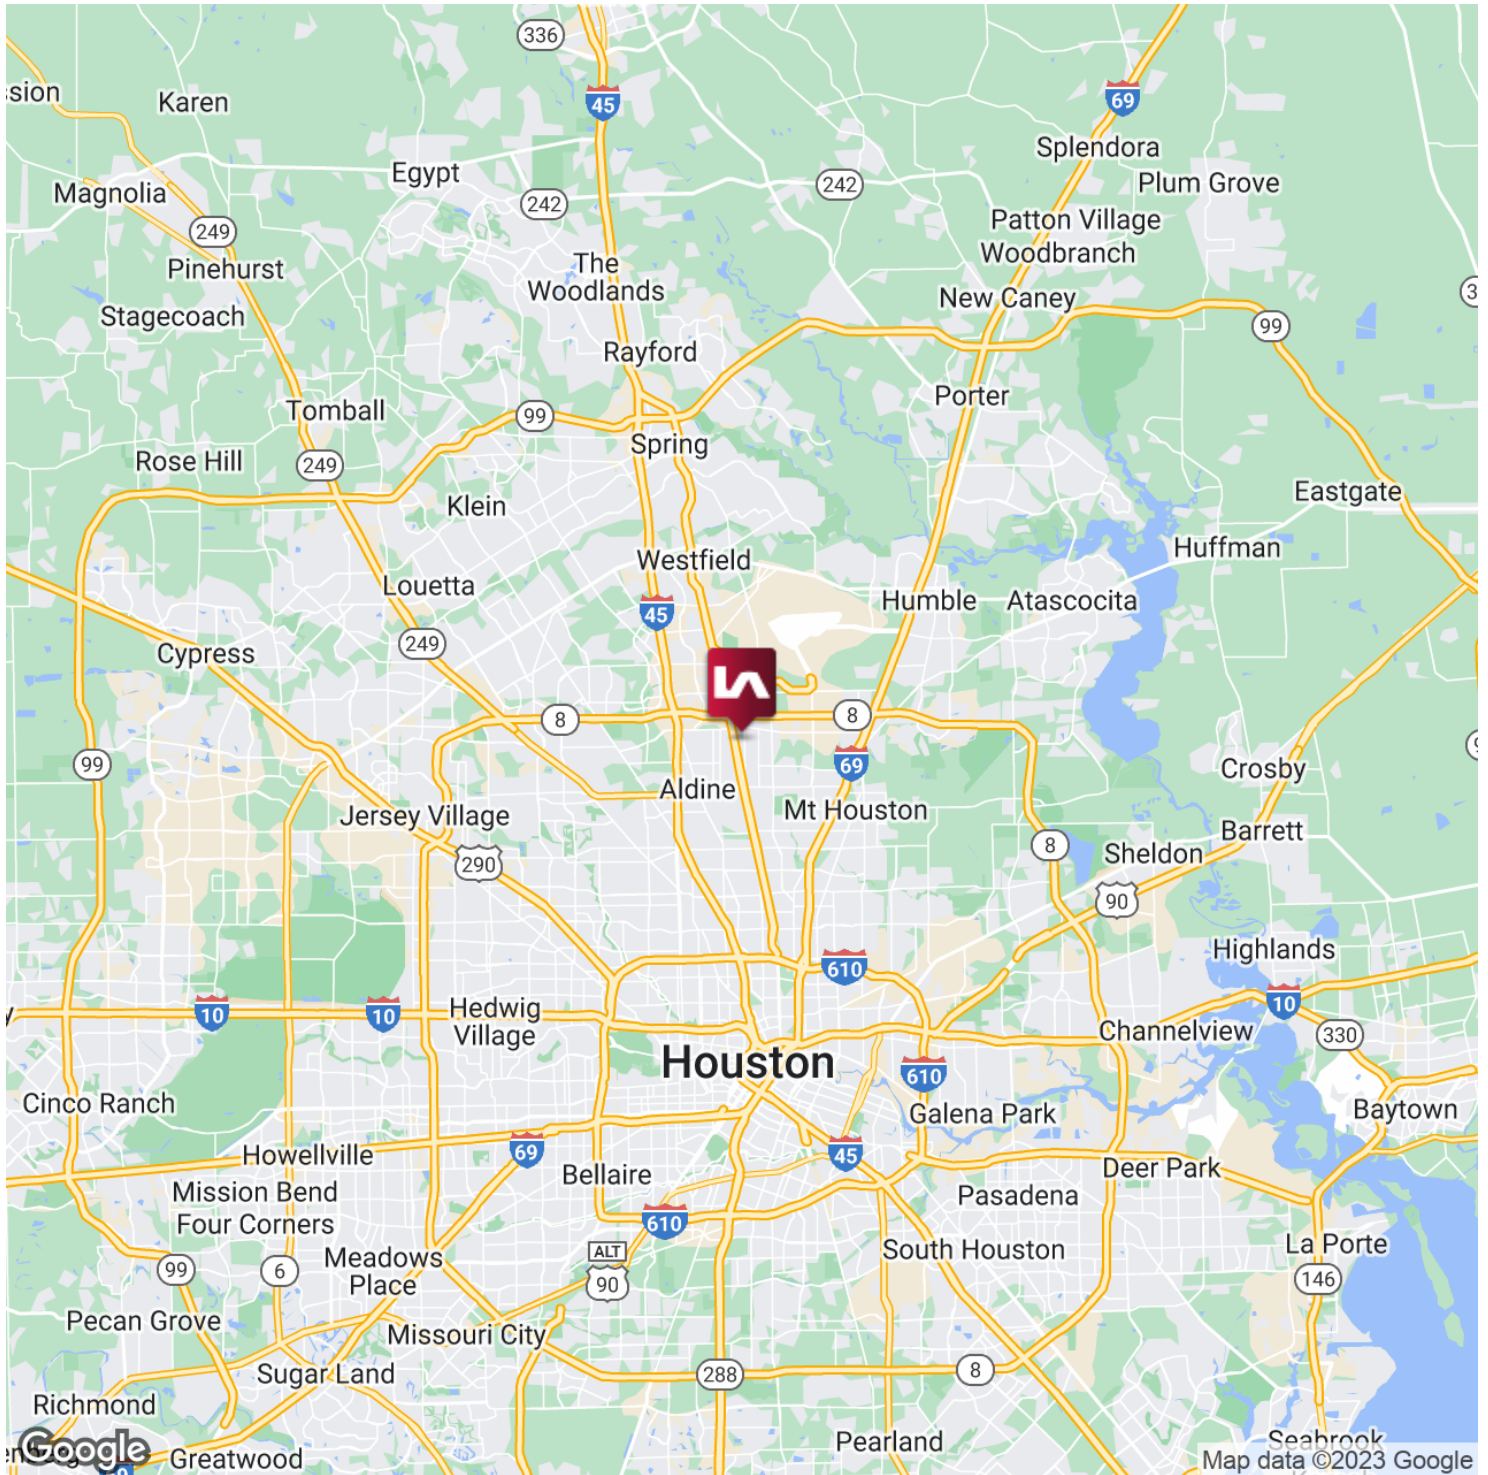 336
ssion
Karen
45
69
Splendora
Egypt
Plum Grove
Magnolia
242
242
249
Patton Village
Woodbranch
Pinehurst
The
Woodlands
New Caney
Stagecoach
3
99
Rayford
Porter
Tomball
99
Spring
Rose Hill
249
Eastgate
Klein
Huffman
Westfield
Louetta
Humble
Atascocita
45
249
Cypress
8
8
99
69
9
Crosby
Aldine
Mt Houston
Jersey Village
Barrett
8
Sheldon
290
90
Highlands
610
10
10
10
y
Hedwig
Village
Channelview
330
Houston
610
Cinco Ranch
Galena Park
Baytown
Howellville
69
45
Bellaire
Deer Park
Mission Bend
Four Corners
Pasadena
610
Meadows
Place
ALT
90
South Houston
La Porte
99
6
146
Pecan Grove
Missouri City
Sugar Land
288
8
Richmond
Pearland
Seabrook
Google
Greatwood
Map data ©2023 Google